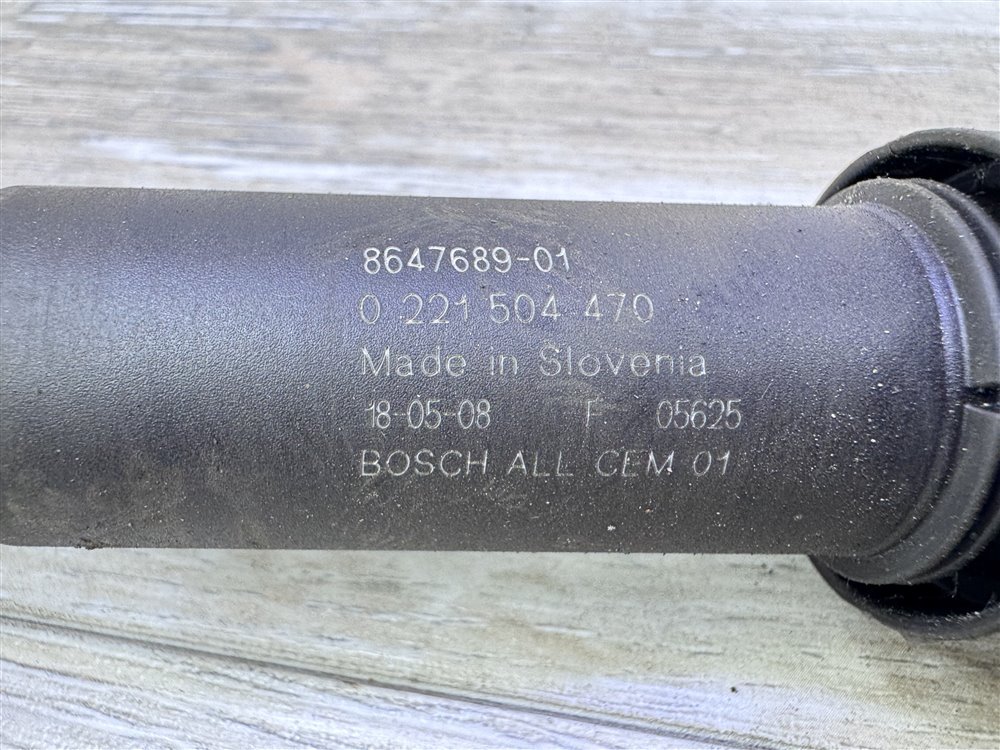 8647689-01
0 221 504 470
Made in Slovenia
18-05-08 F 05625
BOSCH ALL CEM 01